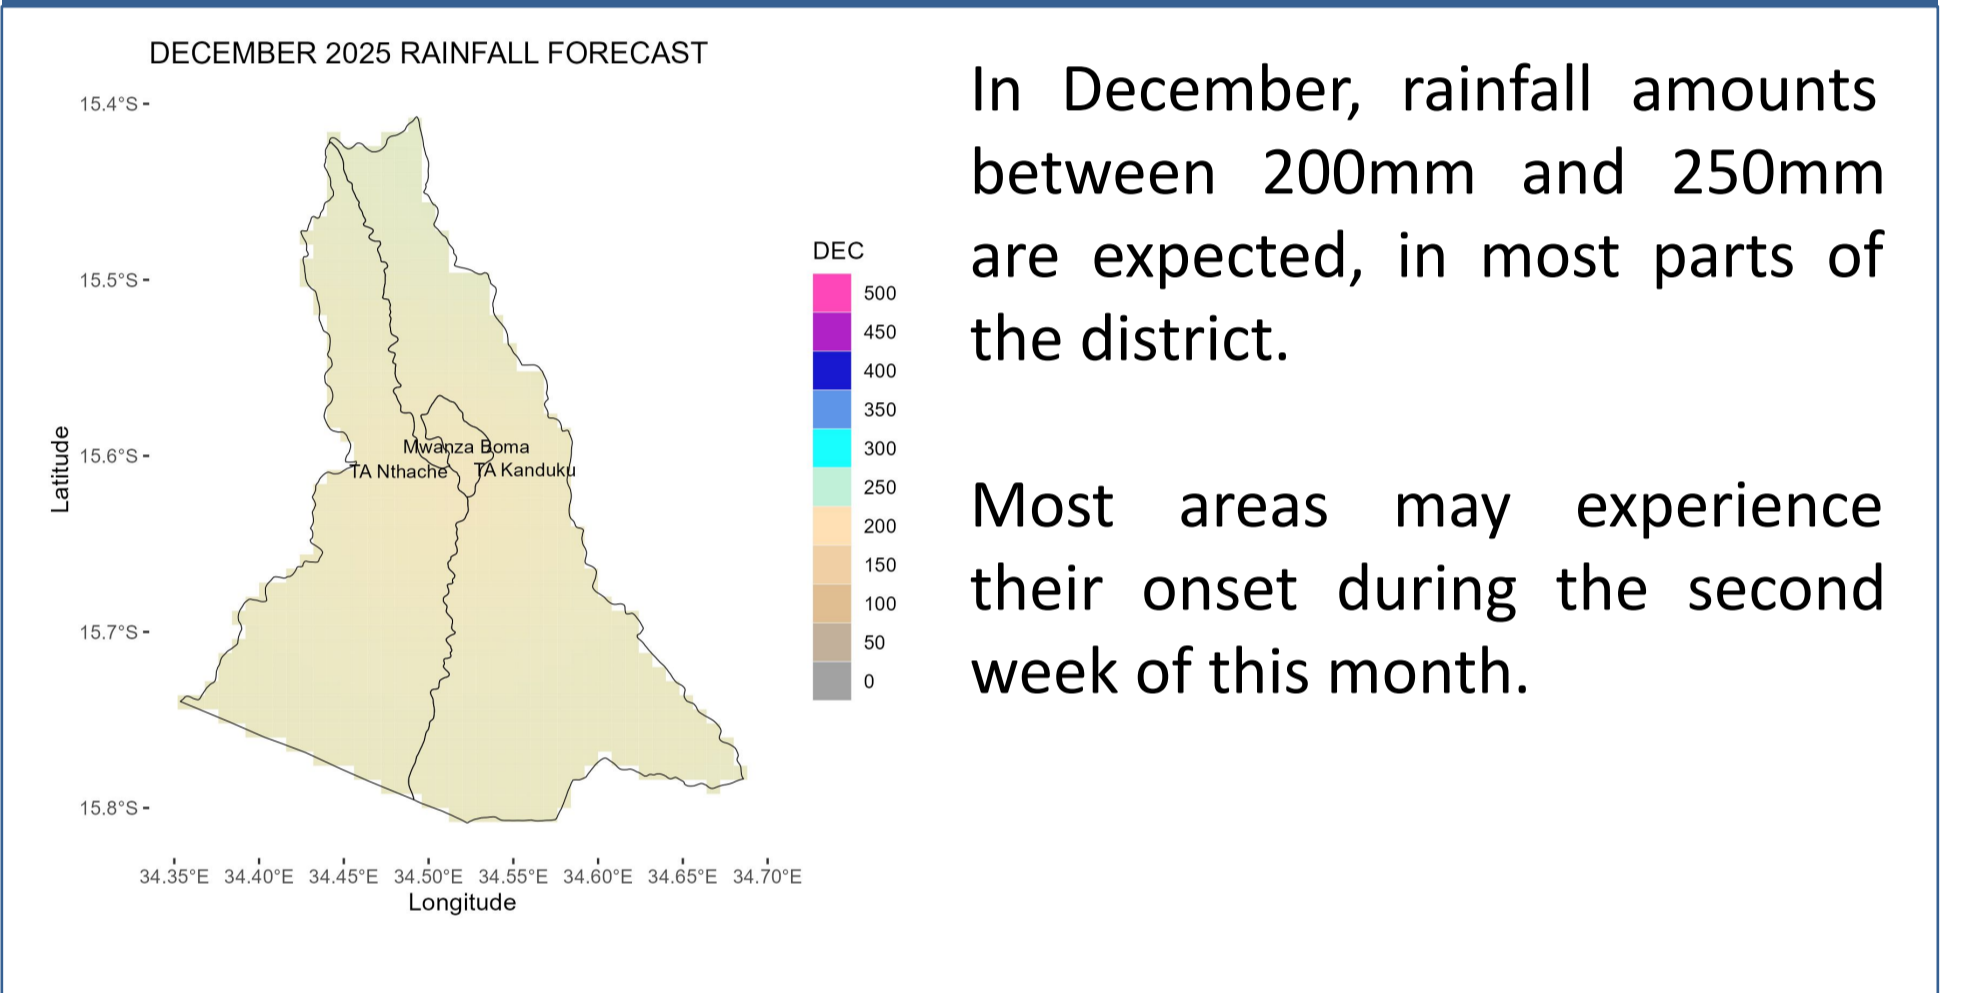 DECEMBER 2025 RAINFALL FORECAST
15.4°S
15.5°S
15.6°S
15.7°S
15.8°S
Latitude
Mwanza Boma
TA Nthache
TA Kanduku
34.35°E 34.40°E 34.45°E 34.50°E 34.55°E 34.60°E 34.65°E 34.70°E
Longitude
DEC
500
450
400
350
300
250
200
150
100
50
0
In December, rainfall amounts
between 200mm and 250mm
are expected, in most parts of
the district.
Most areas may experience
their onset during the second
week of this month.